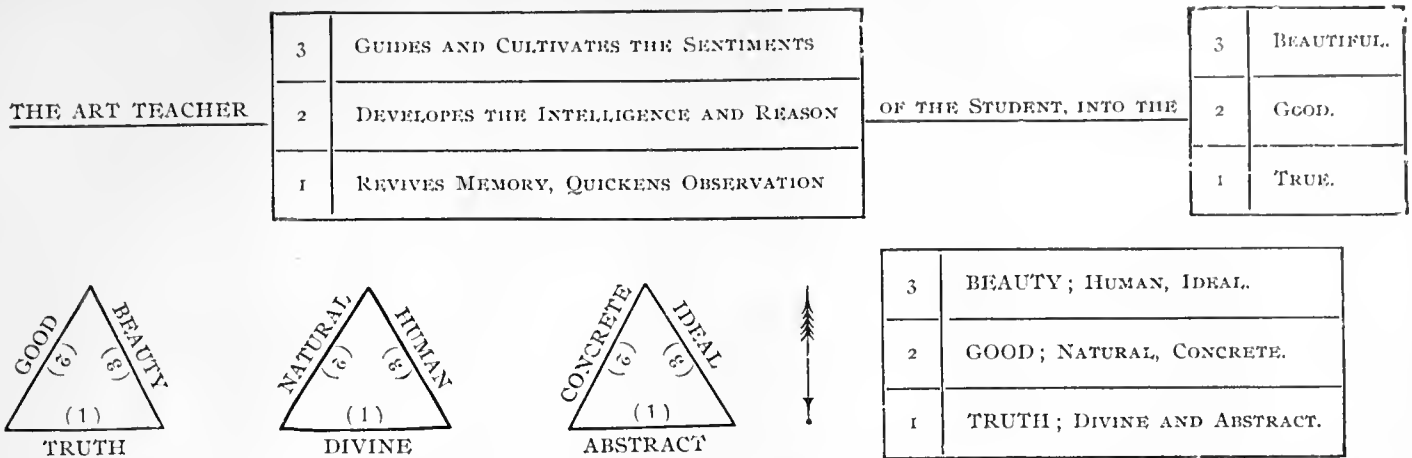 THE ART TEACHER
3 GUIDES AND CULTIVATES THE SENTIMENTS
2 DEVELOPES THE INTELLIGENCE AND REASON
1 REVIVES MEMORY, QUICKENS OBSERVATION
OF THE STUDENT, INTO THE
3 BEAUTIFUL.
2 GOOD.
1 TRUE.
GOOD
(2)
BEAUTY
(3)
(1)
TRUTH
NATURAL
(2)
HUMAN
(3)
(1)
DIVINE
CONCRETE
(2)
IDEAL
(3)
(1)
ABSTRACT
3 BEAUTY; HUMAN, IDEAL.
2 GOOD; NATURAL, CONCRETE.
1 TRUTH; DIVINE AND ABSTRACT.